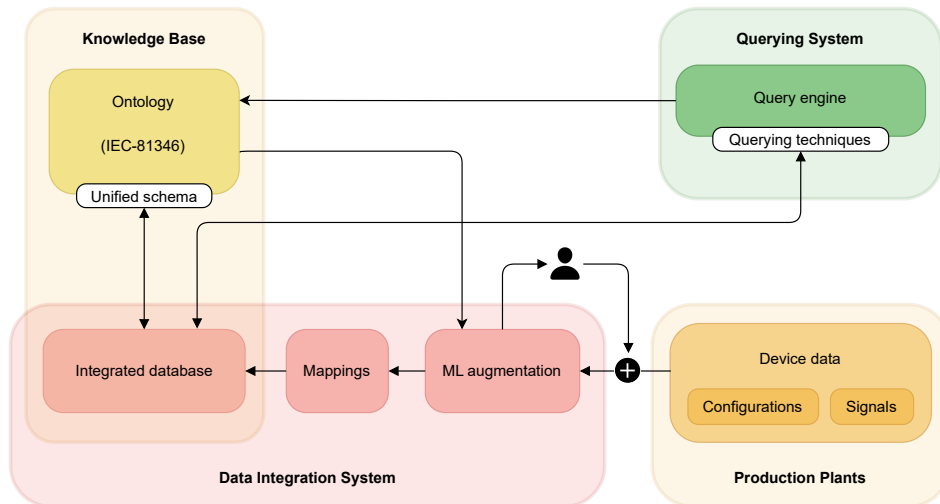 Knowledge Base
Querying System
Ontology
(IEC-81346)
Query engine
Querying techniques
Unified schema
Integrated database
Mappings
ML augmentation
Device data
Configurations
Signals
Data Integration System
Production Plants